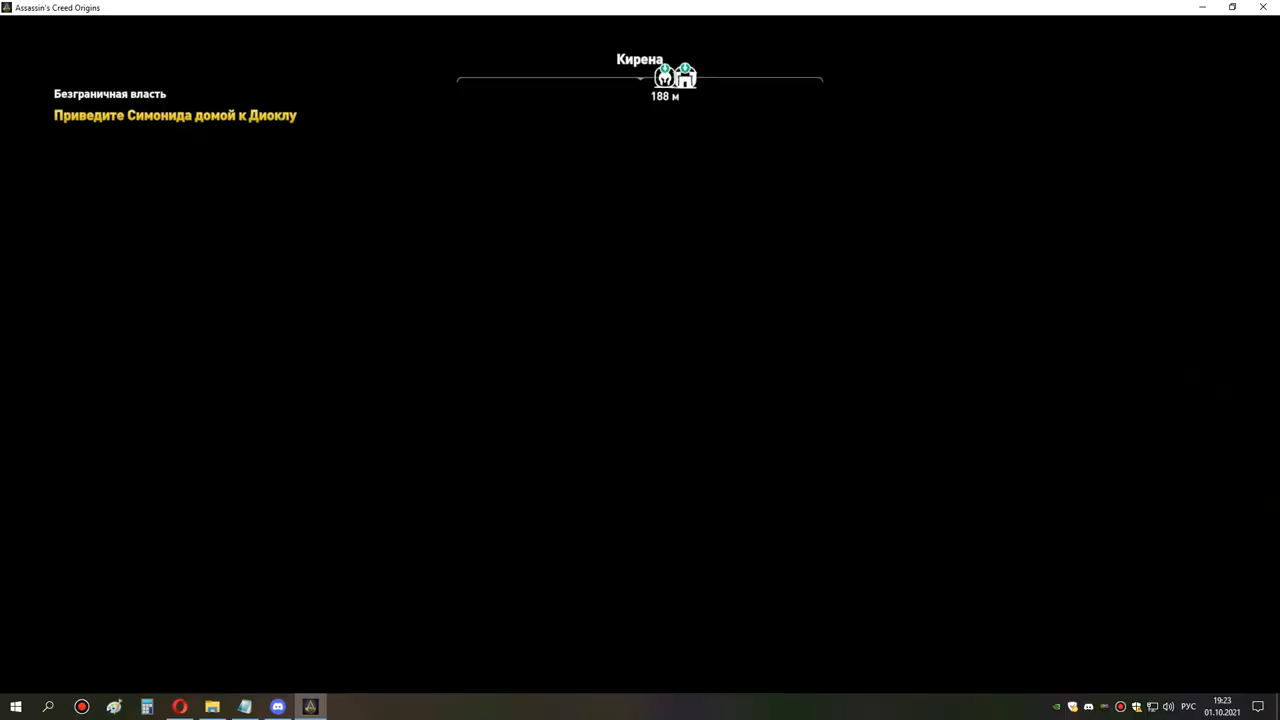 Assassin's Creed Origins
Кирена
188 м
Безграничная власть
Приведите Симонида домой к Диоклу
РУС
19:23
01.10.2021